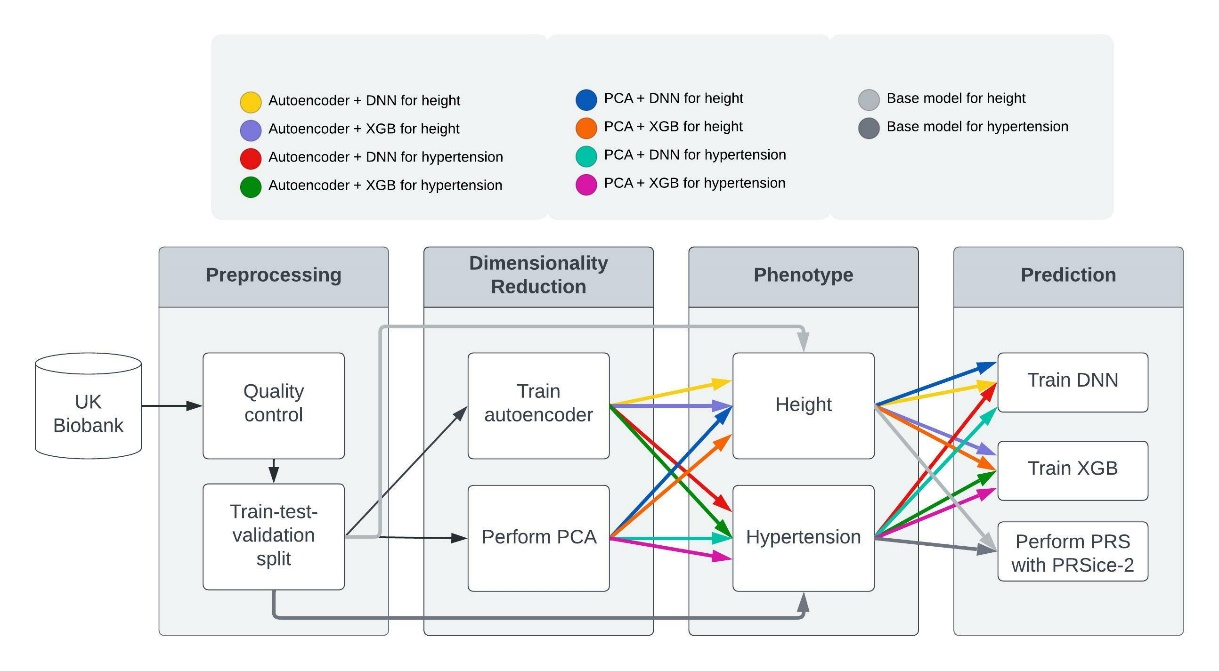 Autoencoder + DNN for height
Autoencoder + XGB for height
Autoencoder + DNN for hypertension
Autoencoder + XGB for hypertension
PCA + DNN for height
PCA + XGB for height
PCA + DNN for hypertension
PCA + XGB for hypertension
Base model for height
Base model for hypertension
Preprocessing
Dimensionality
Reduction
Phenotype
Prediction
UK
Biobank
Quality
control
Train-test-
validation
split
Train
autoencoder
Perform PCA
Height
Hypertension
Train DNN
Train XGB
Perform PRS
with PRSice-2